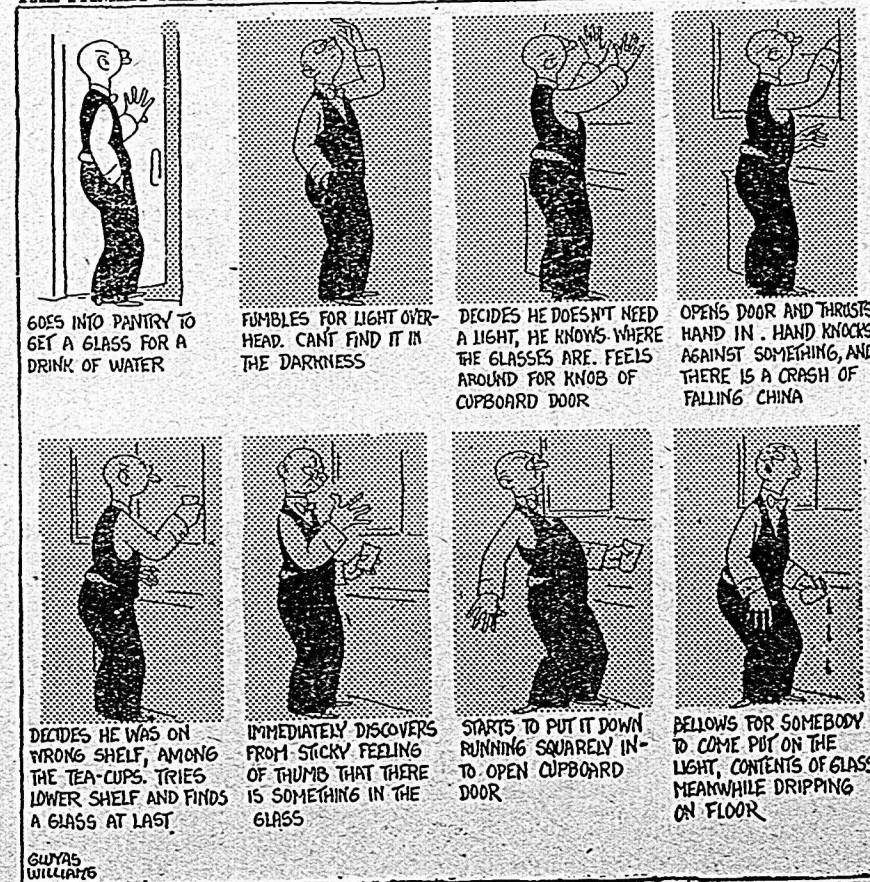 GOES INTO PANTRY TO
GET A GLASS FOR A
DRINK OF WATER
FUMBLES FOR LIGHT OVER-
HEAD. CAN'T FIND IT IN
THE DARKNESS
DECIDES HE DOESN'T NEED
A LIGHT, HE KNOWS WHERE
THE GLASSES ARE. FEELS
AROUND FOR KNOB OF
CUPBOARD DOOR
OPENS DOOR AND THRUSTS
HAND IN. HAND KNOCKS
AGAINST SOMETHING, AND
THERE IS A CRASH OF
FALLING CHINA
DECIDES HE WAS ON
WRONG SHELF, AMONG
THE TEA-CUPS. TRIES
LOWER SHELF AND FINDS
A GLASS AT LAST
IMMEDIATELY DISCOVERS
FROM STICKY FEELING
OF THUMB THAT THERE
IS SOMETHING IN THE
GLASS
STARTS TO PUT IT DOWN
RUNNING SQUARELY IN-
TO OPEN CUPBOARD
DOOR
BELLOWS FOR SOMEBODY
TO COME PUT ON THE
LIGHT, CONTENTS OF GLASS
MEANWHILE DRIPPING
ON FLOOR
GLUYAS
WILLIAMS